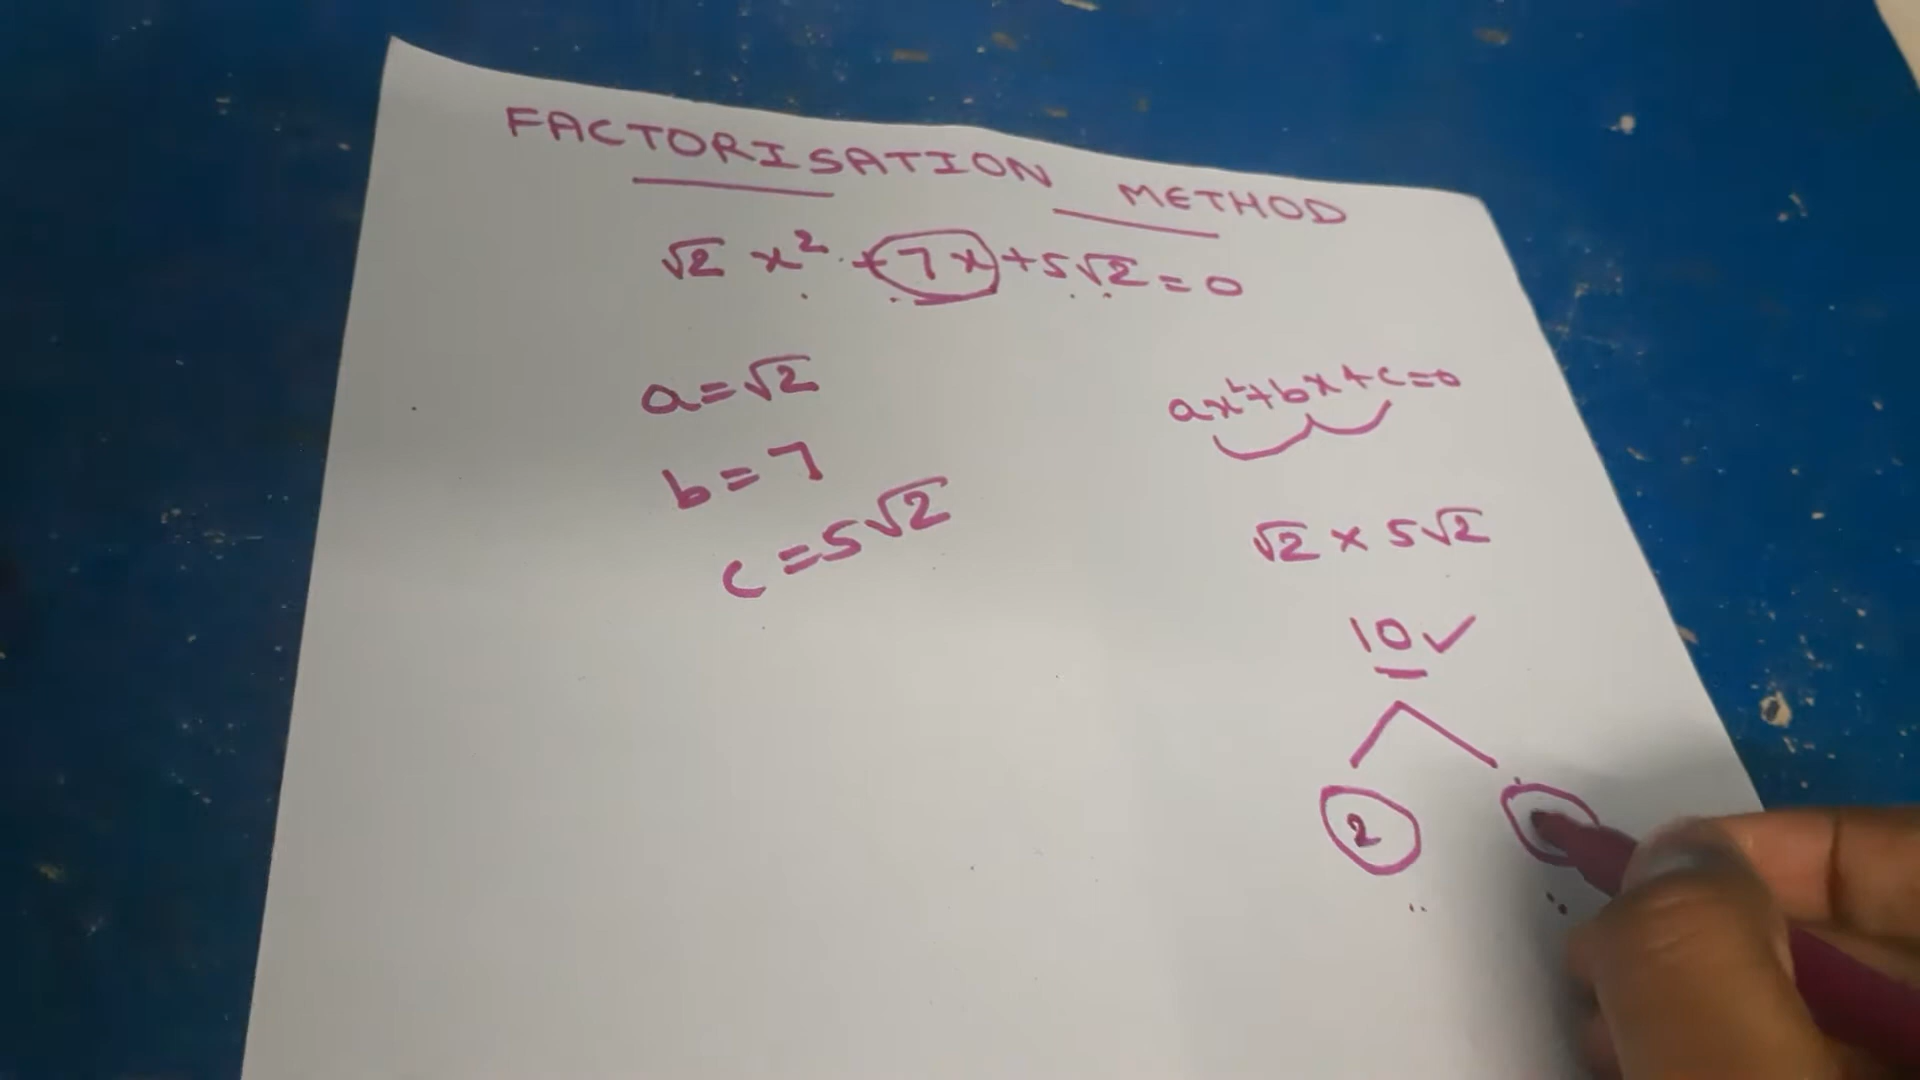 FACTORISATION METHOD
√2 x² + 7x + 5√2 = 0
a = √2
b = 7
c = 5√2
ax² + bx + c = 0
√2 × 5√2
10 ✓
2